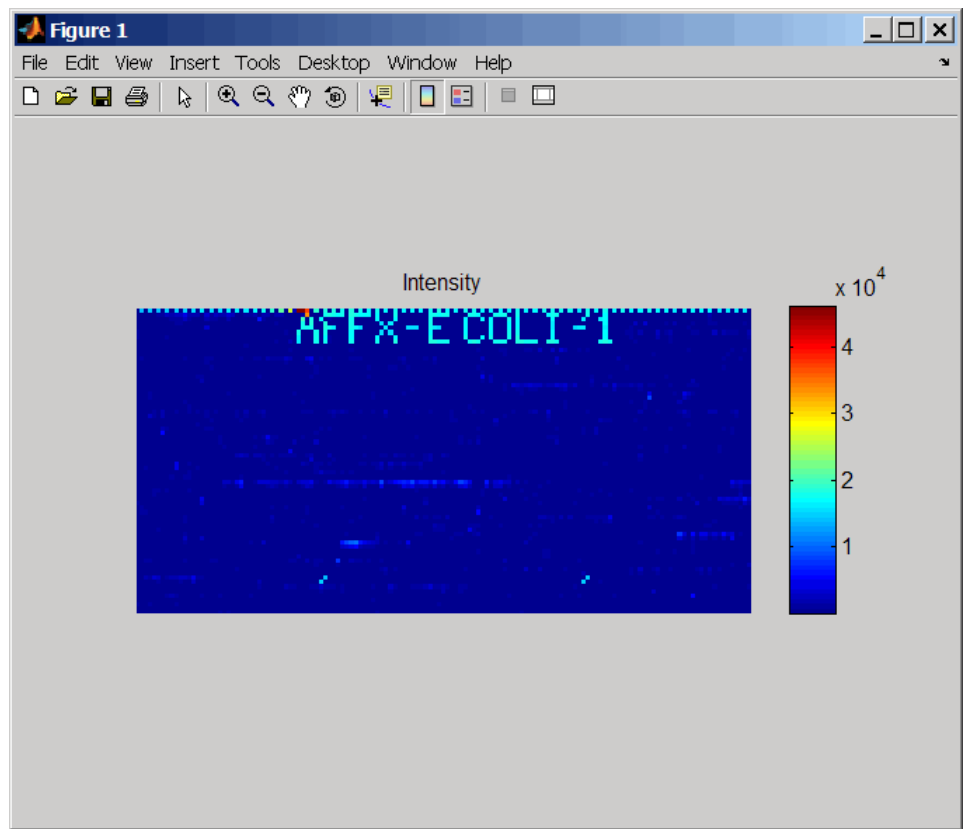 Figure 1
File Edit View Insert Tools Desktop Window Help
Intensity
x 10^4
AFFX-ECOLI-1
4
3
2
1